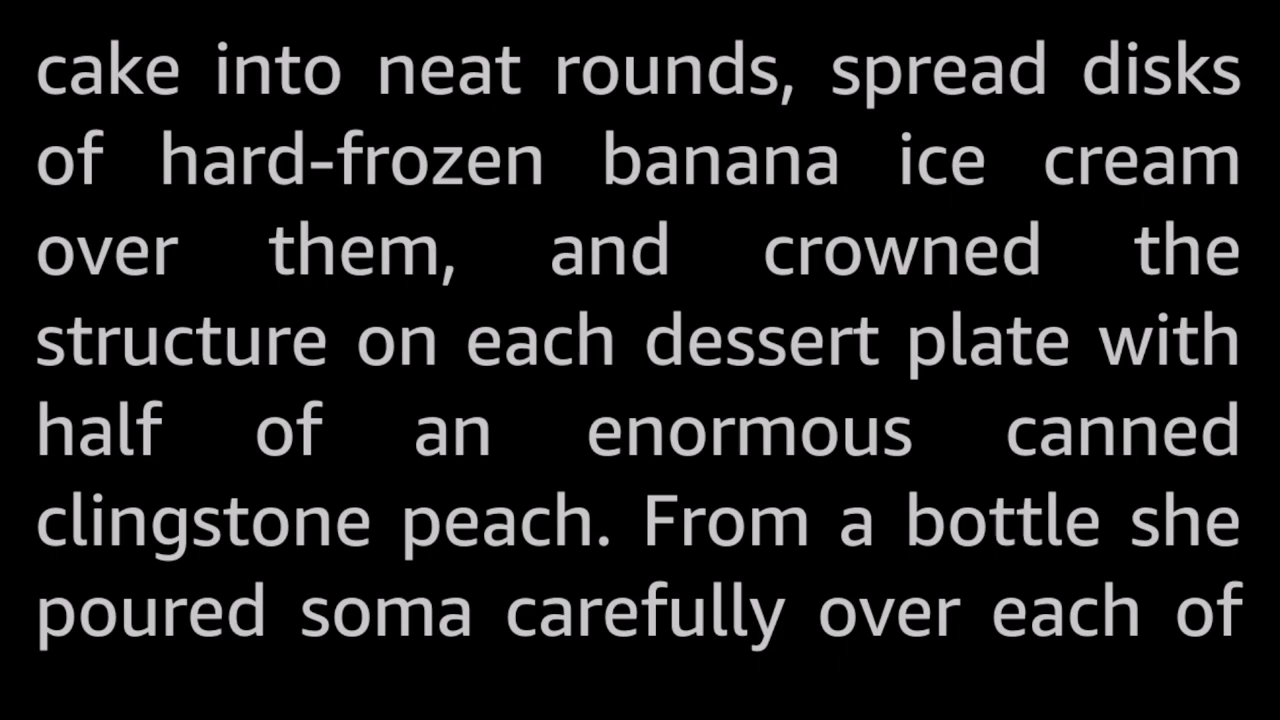 cake into neat rounds, spread disks
of hard-frozen banana ice cream
over them, and crowned the
structure on each dessert plate with
half of an enormous canned
clingstone peach. From a bottle she
poured soma carefully over each of